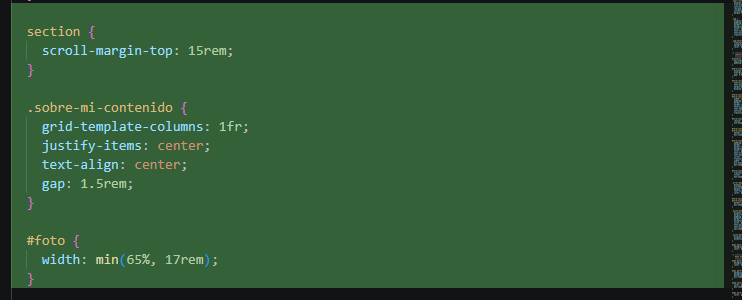 section {
scroll-margin-top: 15rem;
}
.sobre-mi-contenido {
grid-template-columns: 1fr;
justify-items: center;
text-align: center;
gap: 1.5rem;
}
#foto {
width: min(65%, 17rem);
}